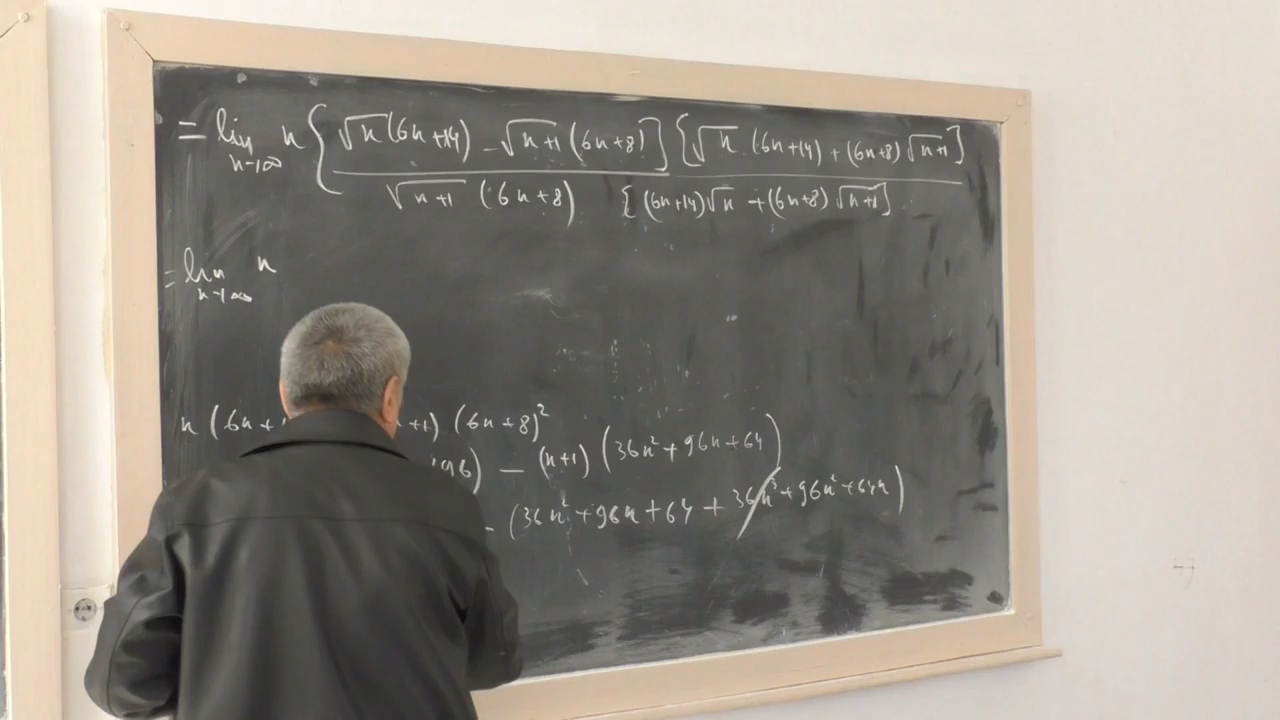 = lim n→∞ n { √n (6n+14) - √n+1 (6n+8) ] { √n (6n+14) + (6n+8) √n+1 ]
√n+1 (6n+8) { (6n+14)√n + (6n+8) √n+1 ]
= lim n→∞ n
n (6n+ +1) (6n+8)²
196) - (n+1) (36n²+96n+64)
- (36n²+96n+64+36n³+96n²+64n)